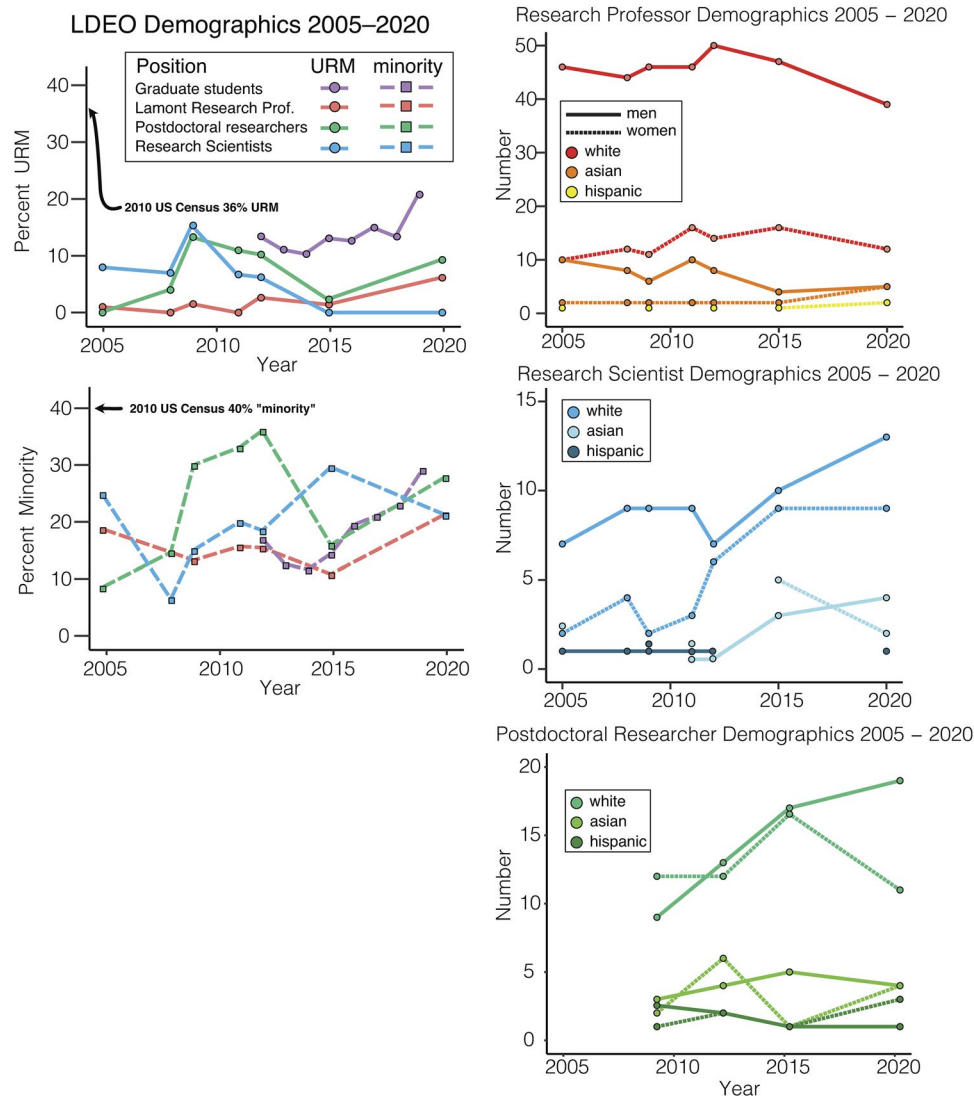 LDEO Demographics 2005–2020
Position URM minority
Graduate students
Lamont Research Prof.
Postdoctoral researchers
Research Scientists
Percent URM
40
30
20
10
0
2010 US Census 36% URM
2005 2010 2015 2020
Year
Percent Minority
40
30
20
10
0
2010 US Census 40% "minority"
2005 2010 2015 2020
Year
Research Professor Demographics 2005 – 2020
Number
50
40
30
20
10
0
men
women
white
asian
hispanic
2005 2010 2015 2020
Research Scientist Demographics 2005 – 2020
Number
15
10
5
0
white
asian
hispanic
2005 2010 2015 2020
Postdoctoral Researcher Demographics 2005 – 2020
Number
20
15
10
5
0
white
asian
hispanic
2005 2010 2015 2020
Year